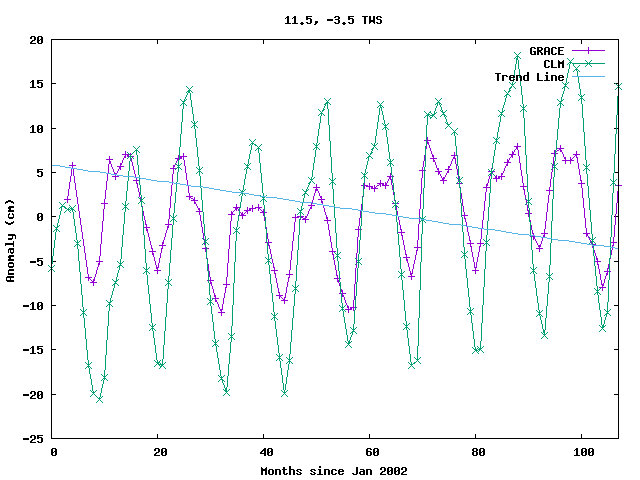 11.5, -3.5 TWS
20
15
10
5
0
-5
-10
-15
-20
-25
Anomaly (cm)
GRACE
CLM
Trend Line
0 20 40 60 80 100
Months since Jan 2002